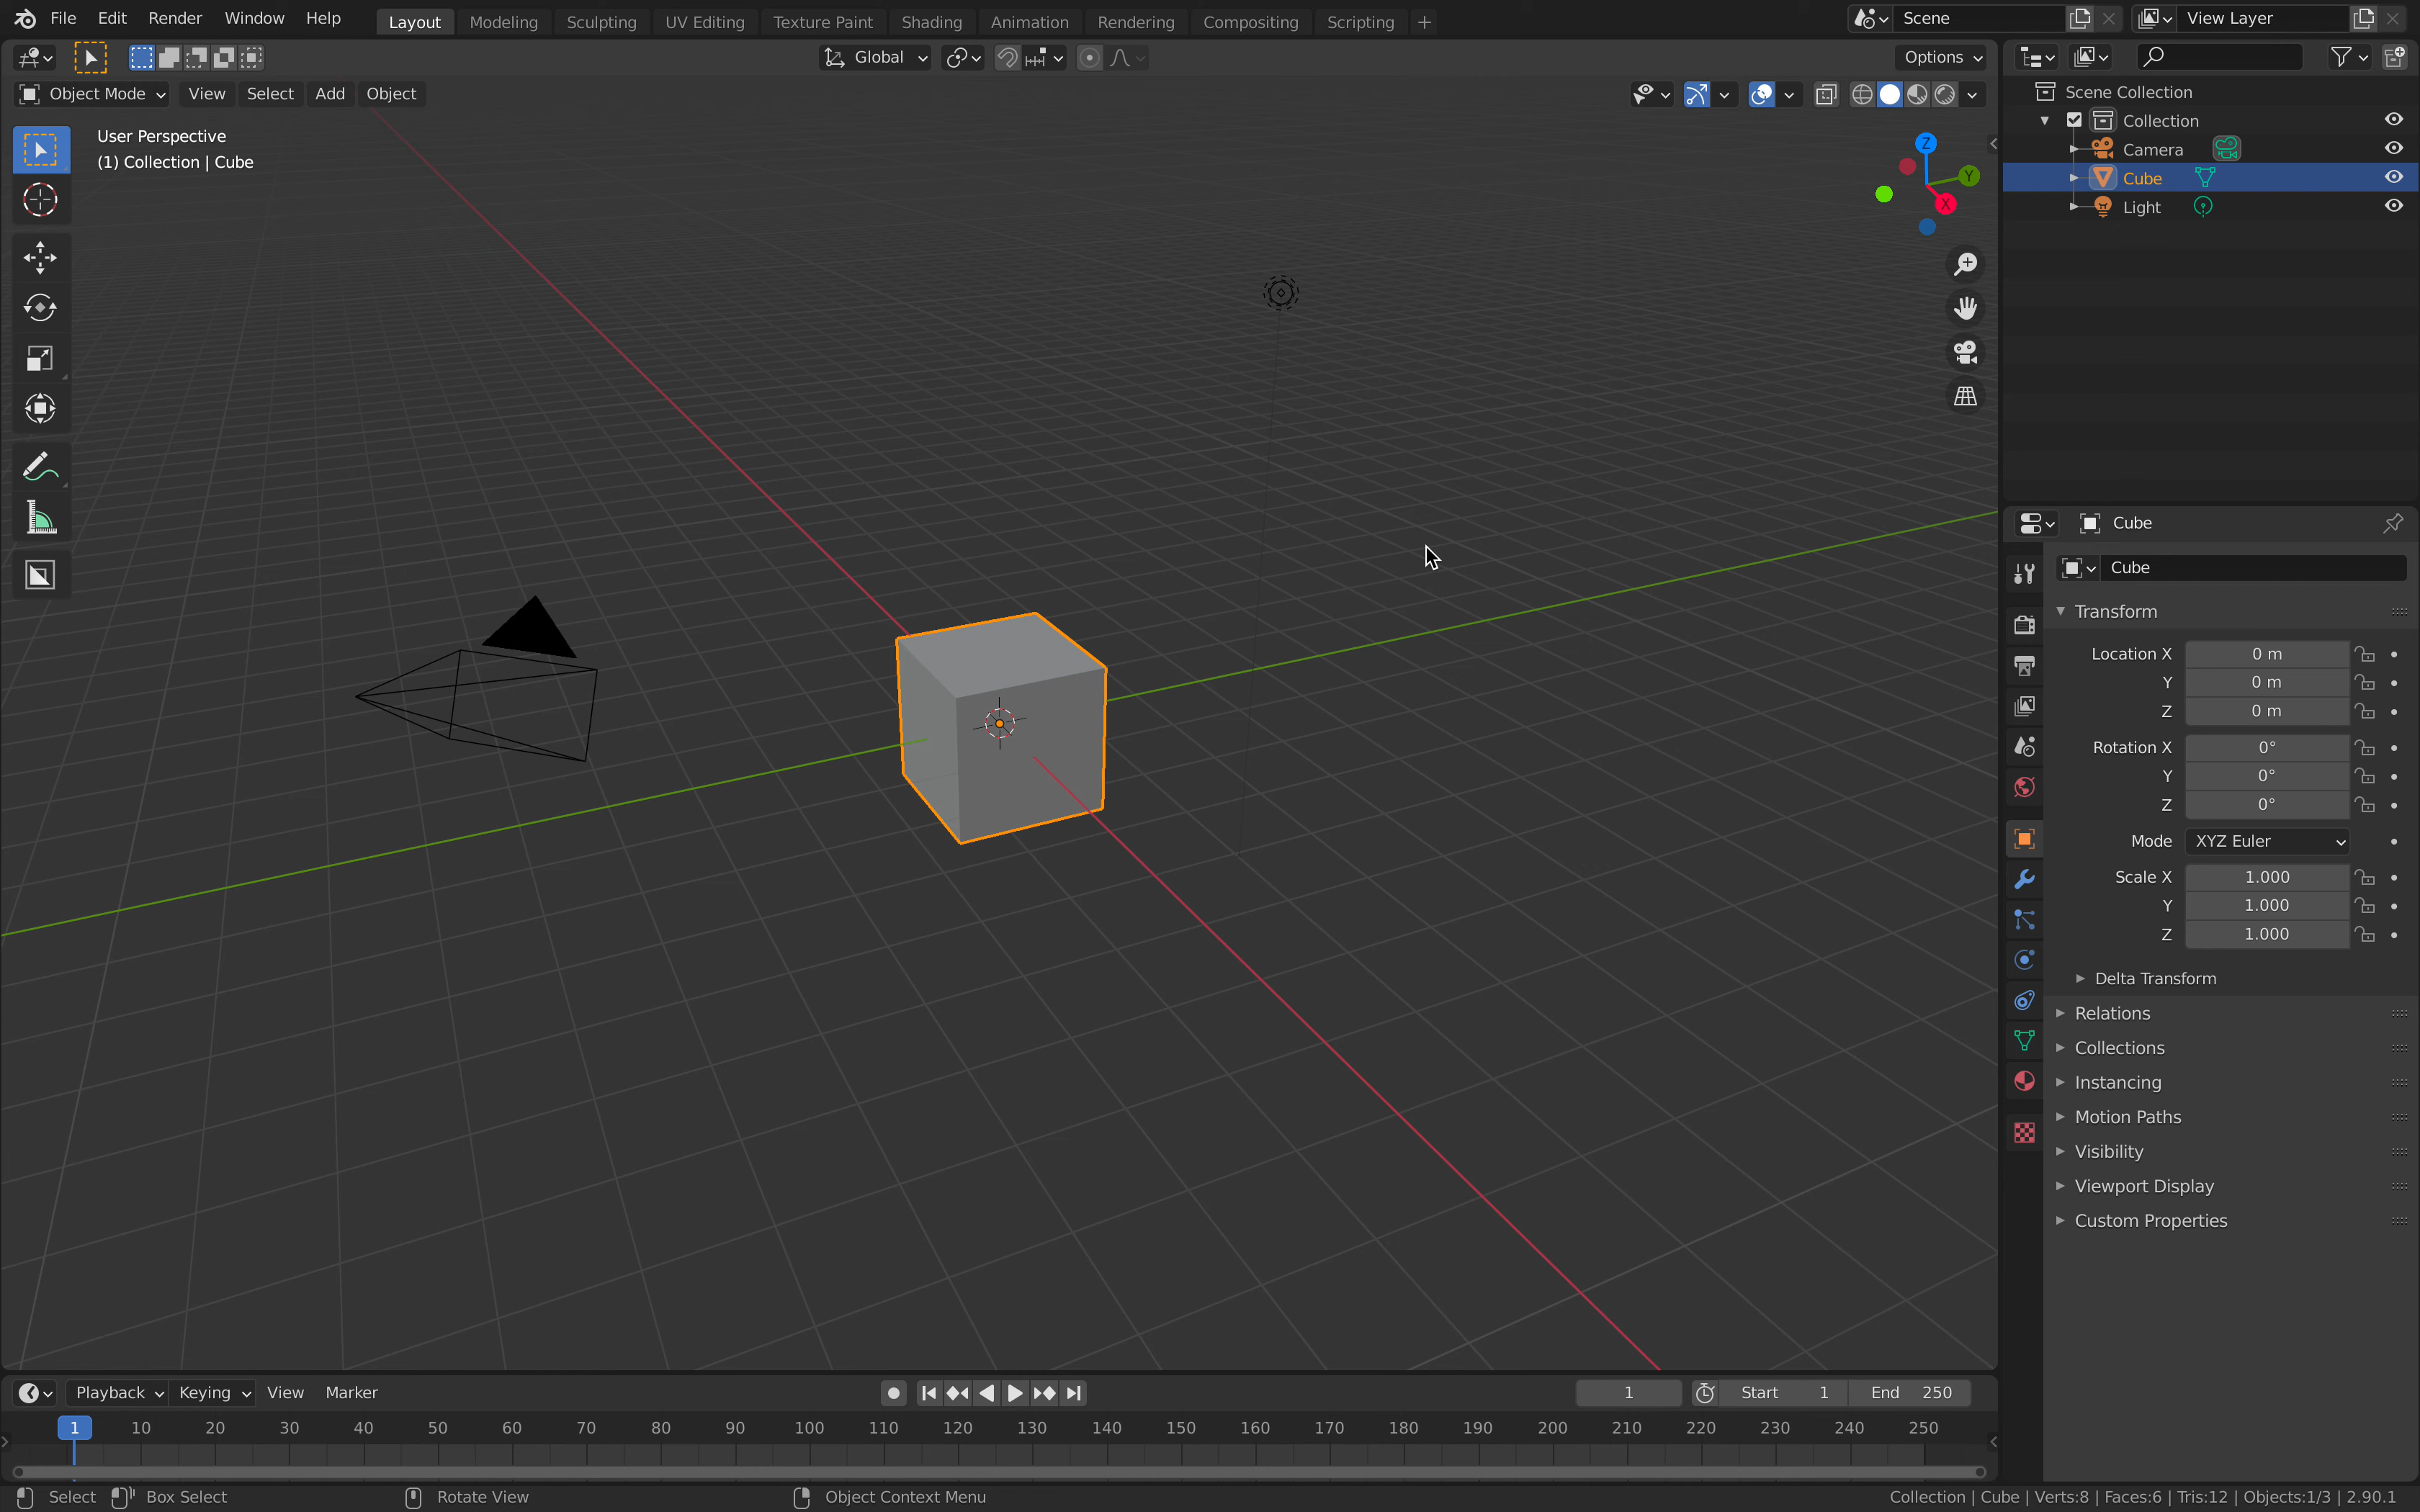 File Edit Render Window Help Layout Modeling Sculpting UV Editing Texture Paint Shading Animation Rendering Compositing Scripting + Scene View Layer
Global Options
Object Mode View Select Add Object
User Perspective
(1) Collection | Cube
Z
Y
X
Scene Collection
Collection
Camera
Cube
Light
Cube
Cube
Transform
Location X 0 m
Y 0 m
Z 0 m
Rotation X 0°
Y 0°
Z 0°
Mode XYZ Euler
Scale X 1.000
Y 1.000
Z 1.000
Delta Transform
Relations
Collections
Instancing
Motion Paths
Visibility
Viewport Display
Custom Properties
Playback Keying View Marker 1 Start 1 End 250
1 10 20 30 40 50 60 70 80 90 100 110 120 130 140 150 160 170 180 190 200 210 220 230 240 250
Select Box Select Rotate View Object Context Menu Collection | Cube | Verts:8 | Faces:6 | Tris:12 | Objects:1/3 | 2.90.1